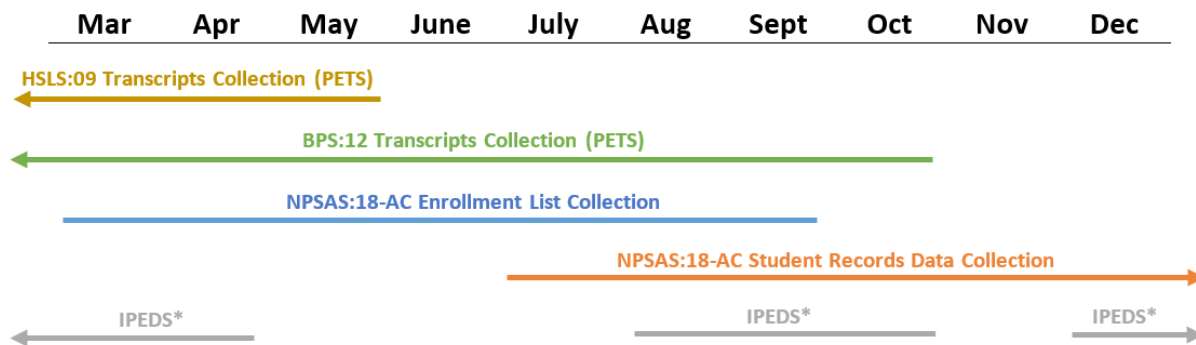 Mar Apr May June July Aug Sept Oct Nov Dec
HSLS:09 Transcripts Collection (PETS)
BPS:12 Transcripts Collection (PETS)
NPSAS:18-AC Enrollment List Collection
NPSAS:18-AC Student Records Data Collection
IPEDS* IPEDS* IPEDS*